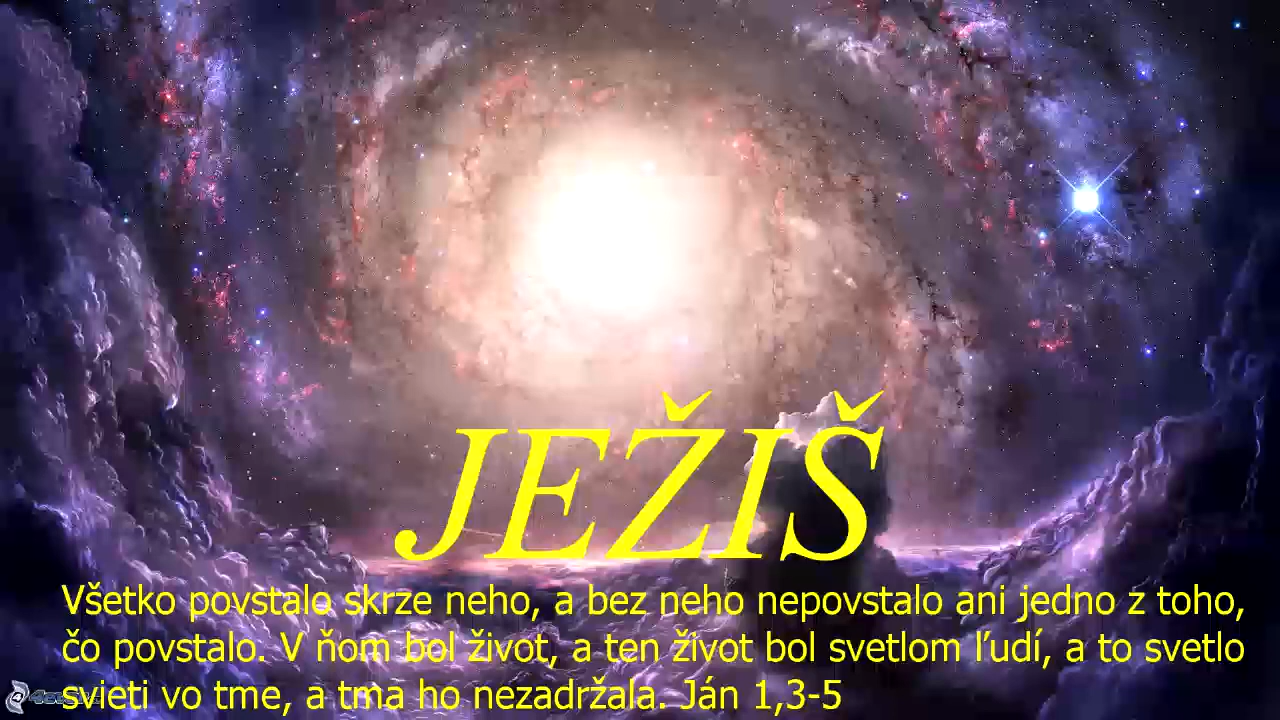 JEŽIŠ
Všetko povstalo skrze neho, a bez neho nepovstalo ani jedno z toho,
čo povstalo. V ňom bol život, a ten život bol svetlom ľudí, a to svetlo
svieti vo tme, a tma ho nezadržala. Ján 1,3-5